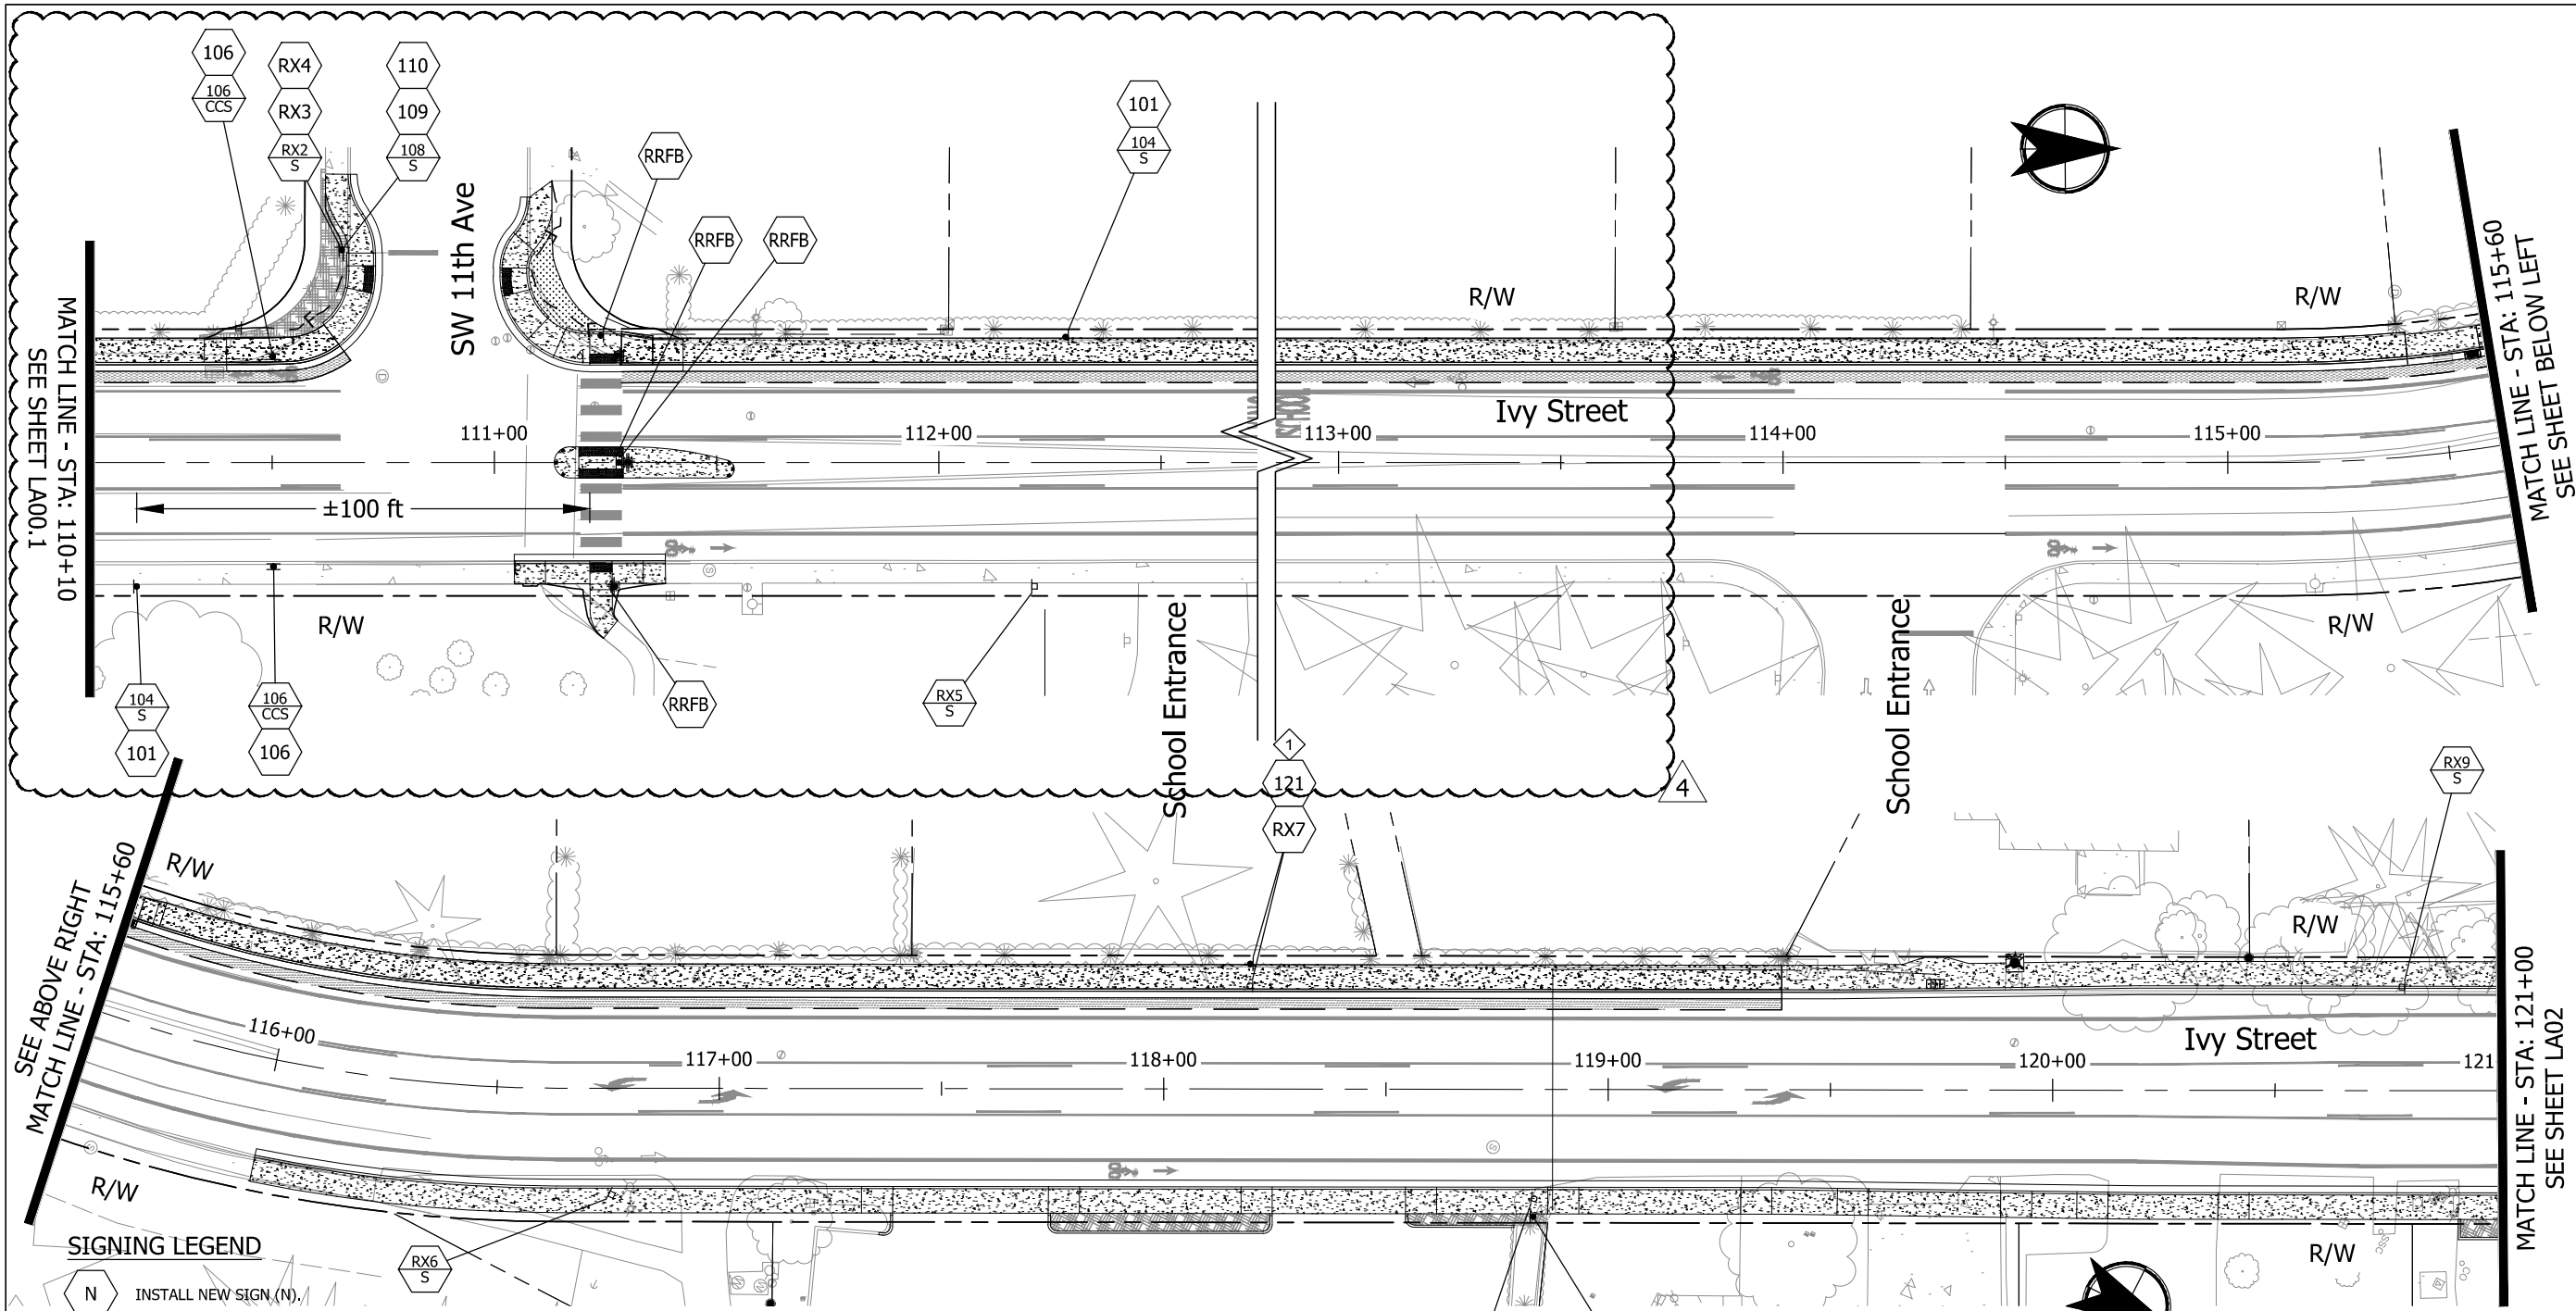 106
106
CCS
RX4
RX3
RX2
S
110
109
108
S
SW 11th Ave
RRFB
RRFB
RRFB
101
104
S
R/W
R/W
MATCH LINE - STA: 110+10
SEE SHEET LA00.1
MATCH LINE - STA: 115+60
SEE SHEET BELOW LEFT
Ivy Street
111+00
112+00
113+00
114+00
115+00
±100 ft
R/W
R/W
104
S
101
106
CCS
106
RRFB
RX5
S
School Entrance
School Entrance
1
121
RX7
4
RX9
S
SEE ABOVE RIGHT
MATCH LINE - STA: 115+60
R/W
R/W
Ivy Street
116+00
117+00
118+00
119+00
120+00
121
MATCH LINE - STA: 121+00
SEE SHEET LA02
R/W
R/W
RX6
S
SIGNING LEGEND
N INSTALL NEW SIGN (N).